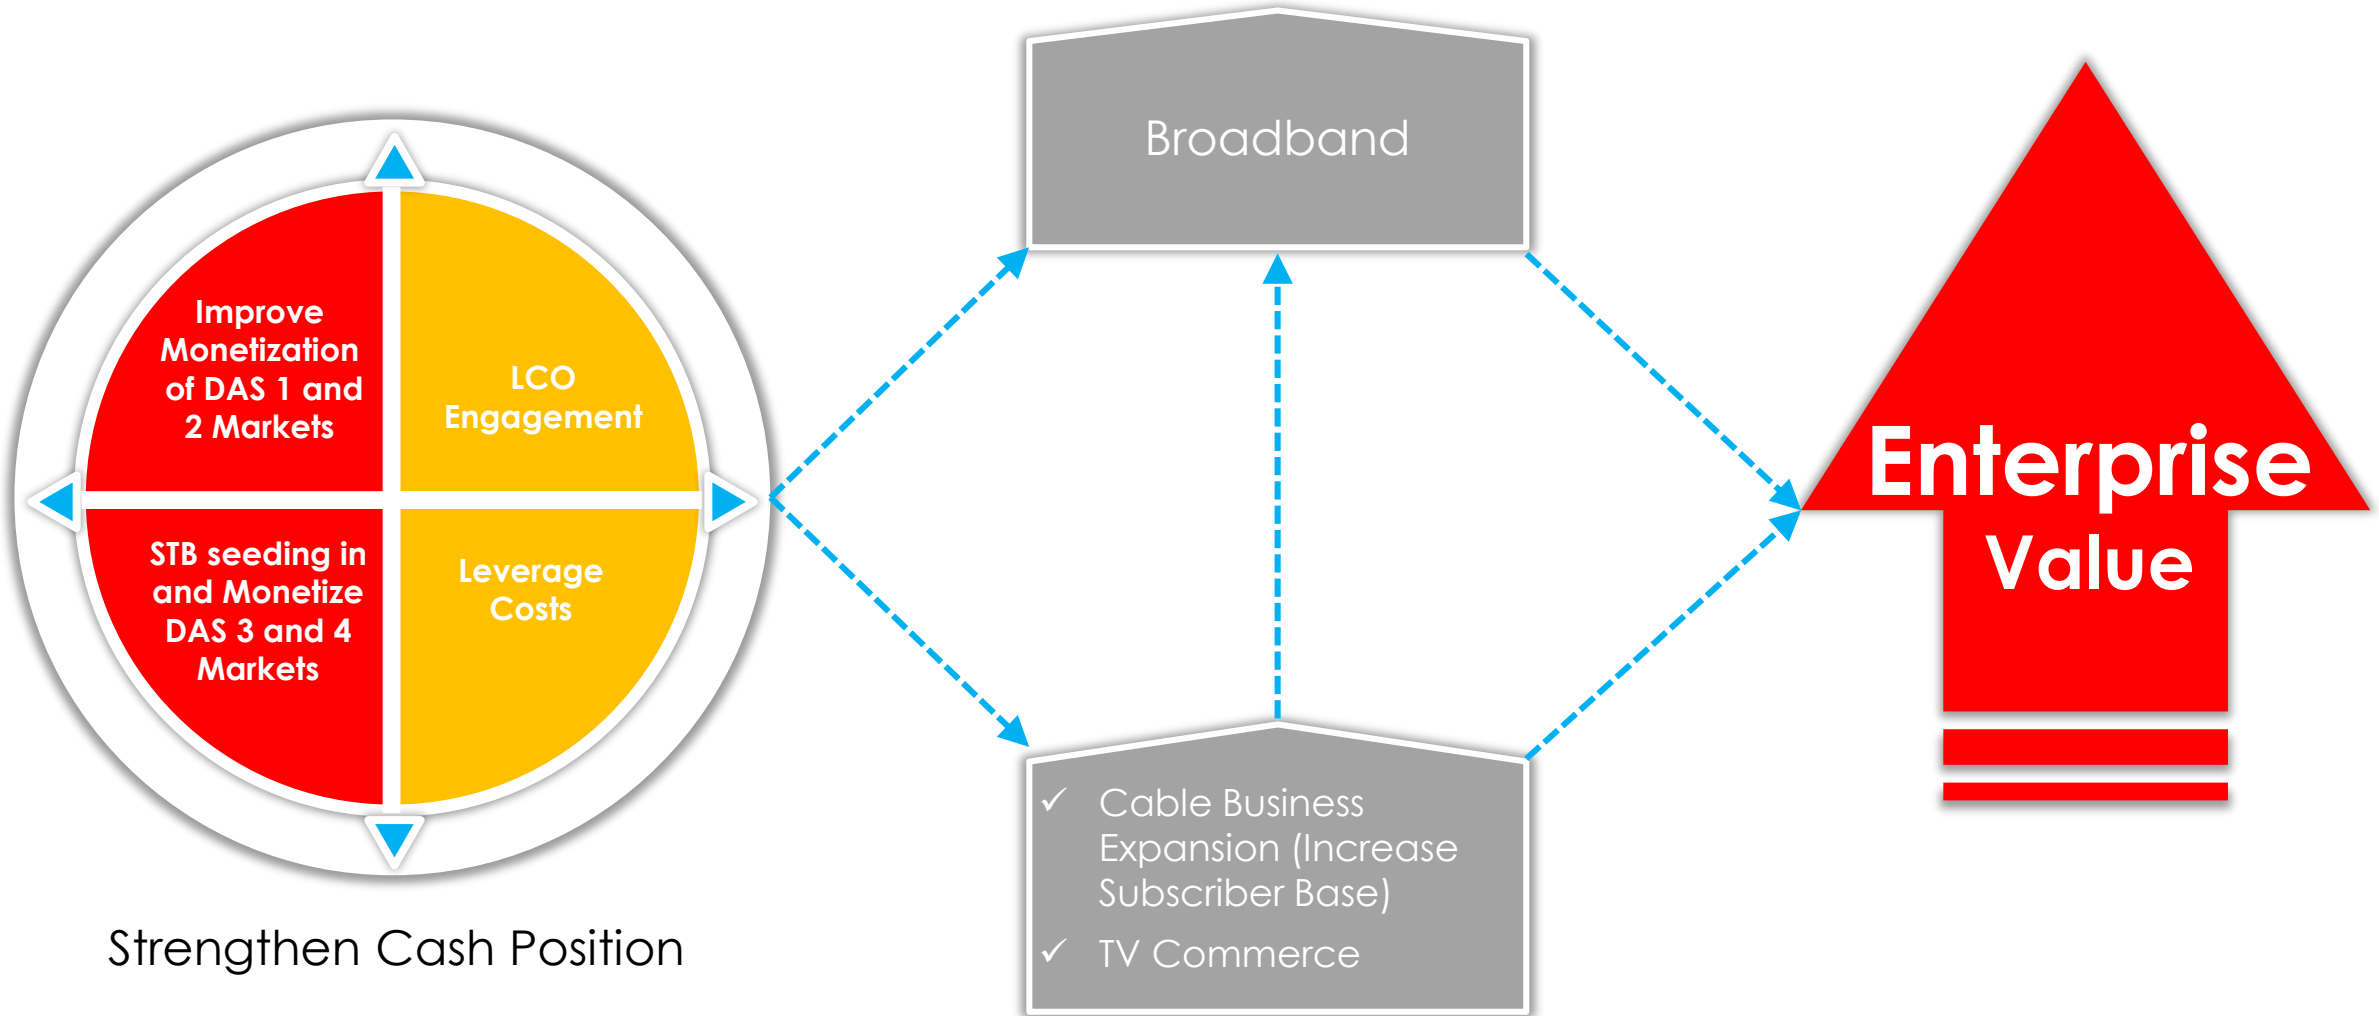 Improve
Monetization
of DAS 1 and
2 Markets
LCO
Engagement
STB seeding in
and Monetize
DAS 3 and 4
Markets
Leverage
Costs
Strengthen Cash Position
Broadband
✓ Cable Business
Expansion (Increase
Subscriber Base)
✓ TV Commerce
Enterprise
Value